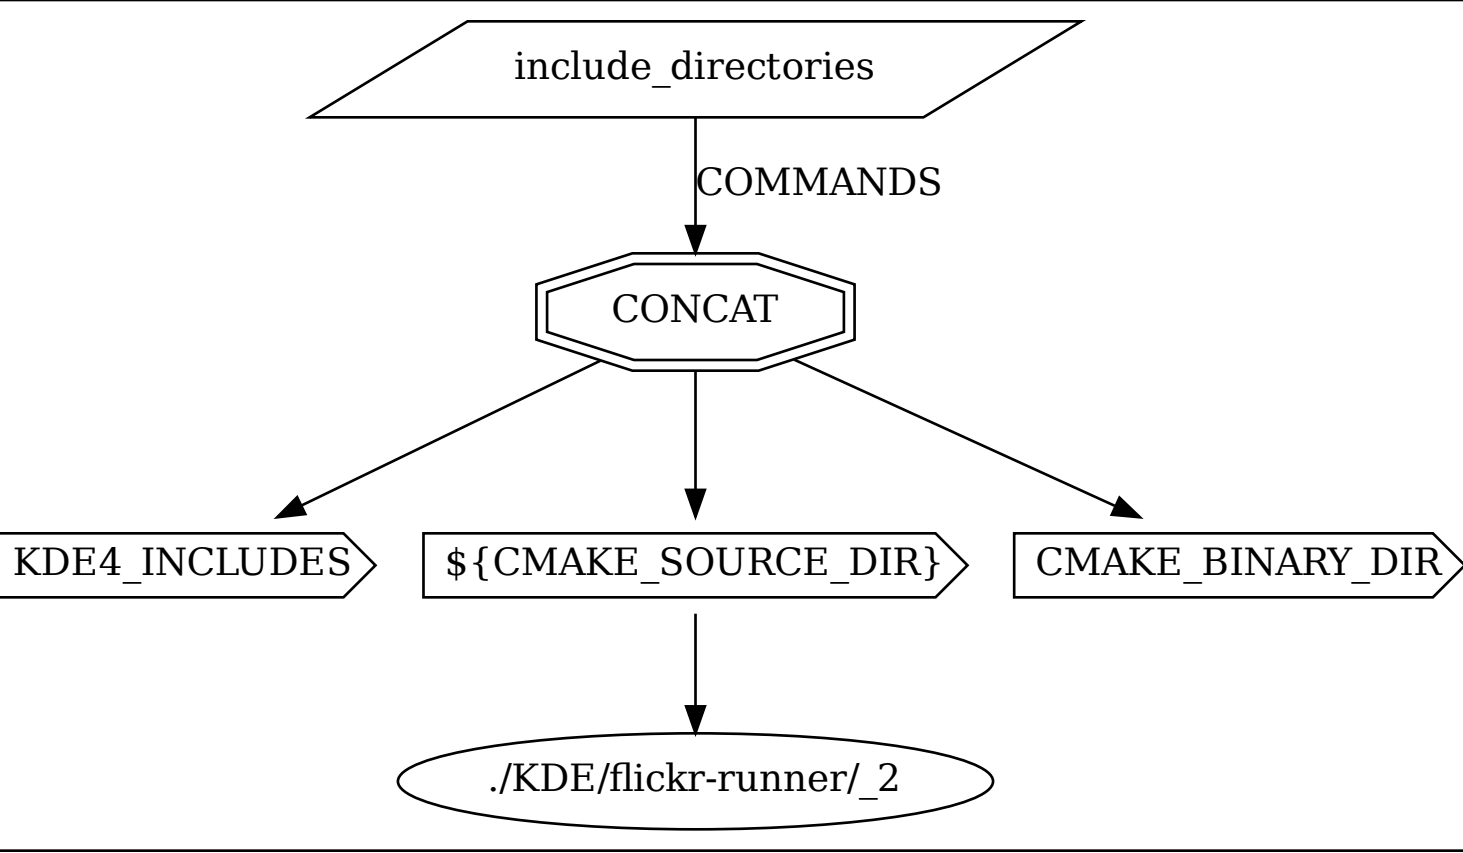 include_directories
COMMANDS
CONCAT
KDE4_INCLUDES
${CMAKE_SOURCE_DIR}
CMAKE_BINARY_DIR
./KDE/flickr-runner/_2